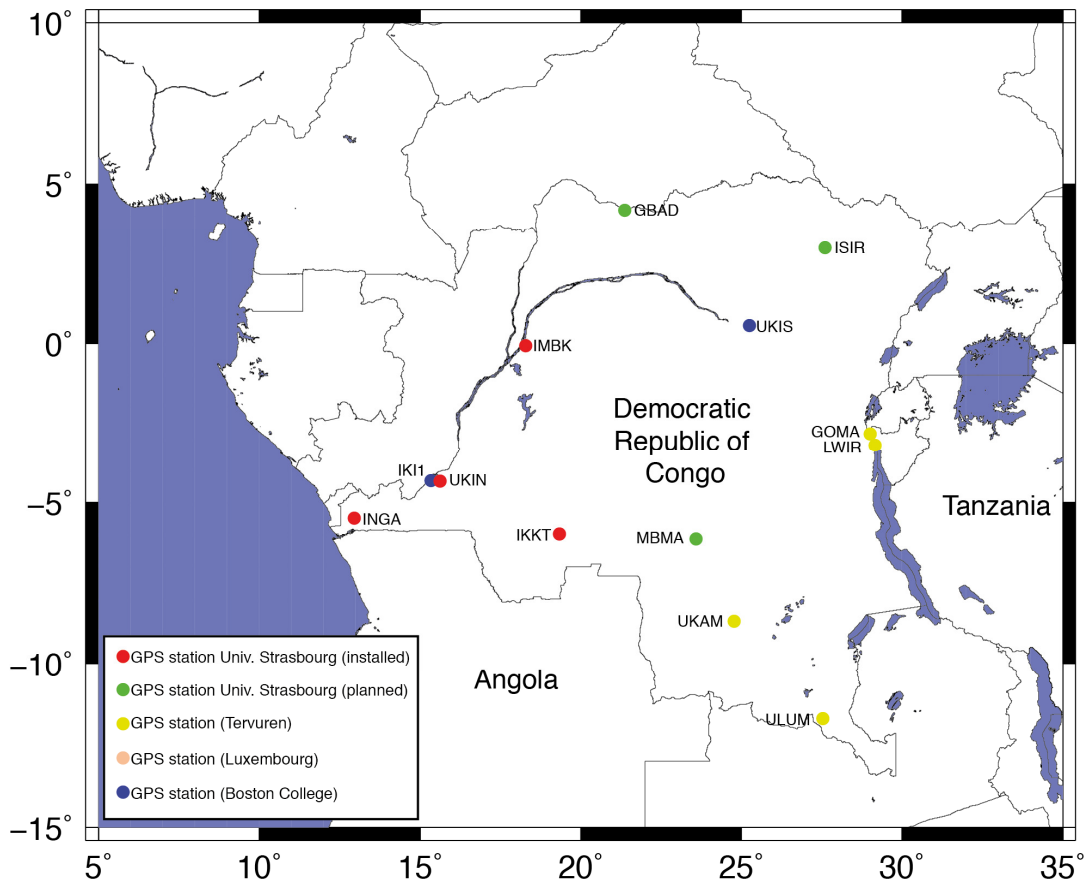 10°
5°
0°
−5°
−10°
−15°
GBAD
ISIR
UKIS
IMBK
Democratic
Republic of
Congo
GOMA
LWIR
IKI1
UKIN
Tanzania
INGA
IKKT
MBMA
UKAM
Angola
ULUM
GPS station Univ. Strasbourg (installed)
GPS station Univ. Strasbourg (planned)
GPS station (Tervuren)
GPS station (Luxembourg)
GPS station (Boston College)
5°
10°
15°
20°
25°
30°
35°